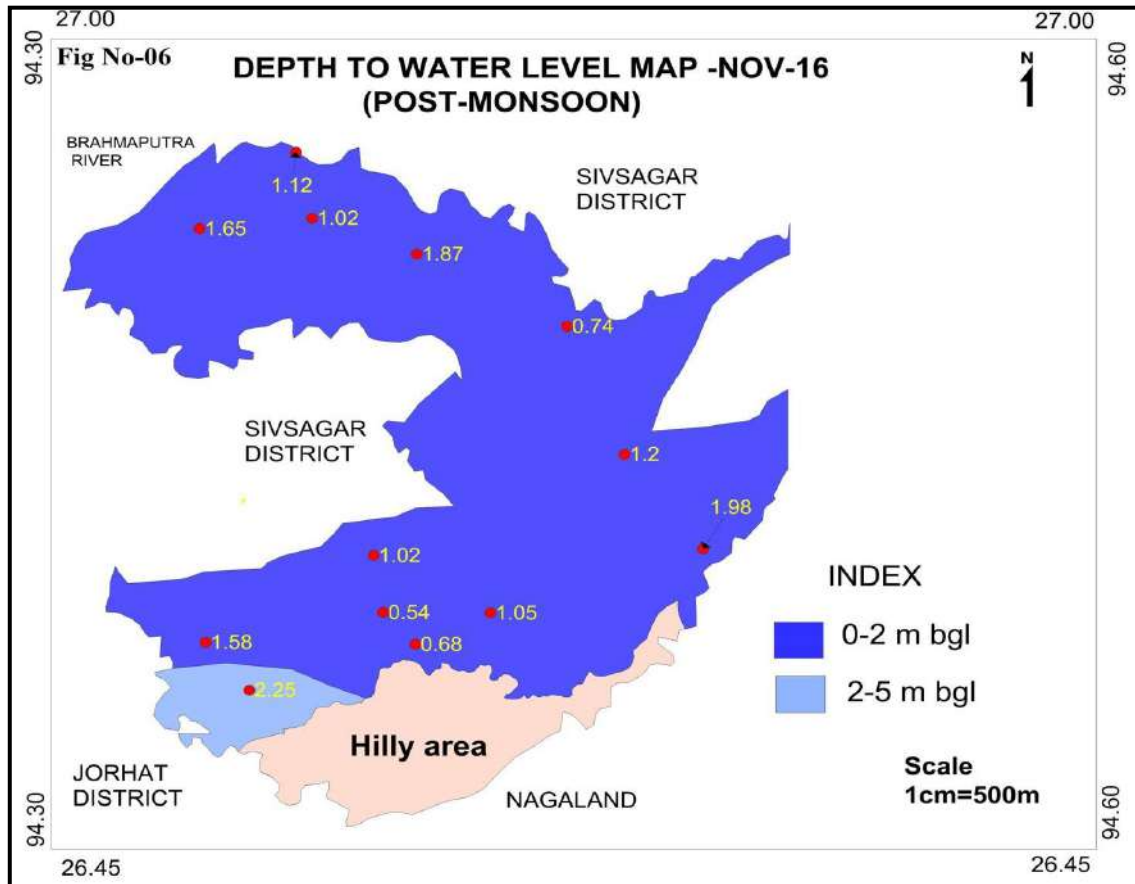 27.00
27.00
94.30
94.60
Fig No-06
DEPTH TO WATER LEVEL MAP -NOV-16
(POST-MONSOON)
N
BRAHMAPUTRA
RIVER
SIVSAGAR
DISTRICT
1.12
1.65
1.02
1.87
0.74
SIVSAGAR
DISTRICT
1.2
1.98
1.02
0.54
1.05
1.58
0.68
2.25
INDEX
0-2 m bgl
2-5 m bgl
Hilly area
JORHAT
DISTRICT
NAGALAND
Scale
1cm=500m
94.30
94.60
26.45
26.45